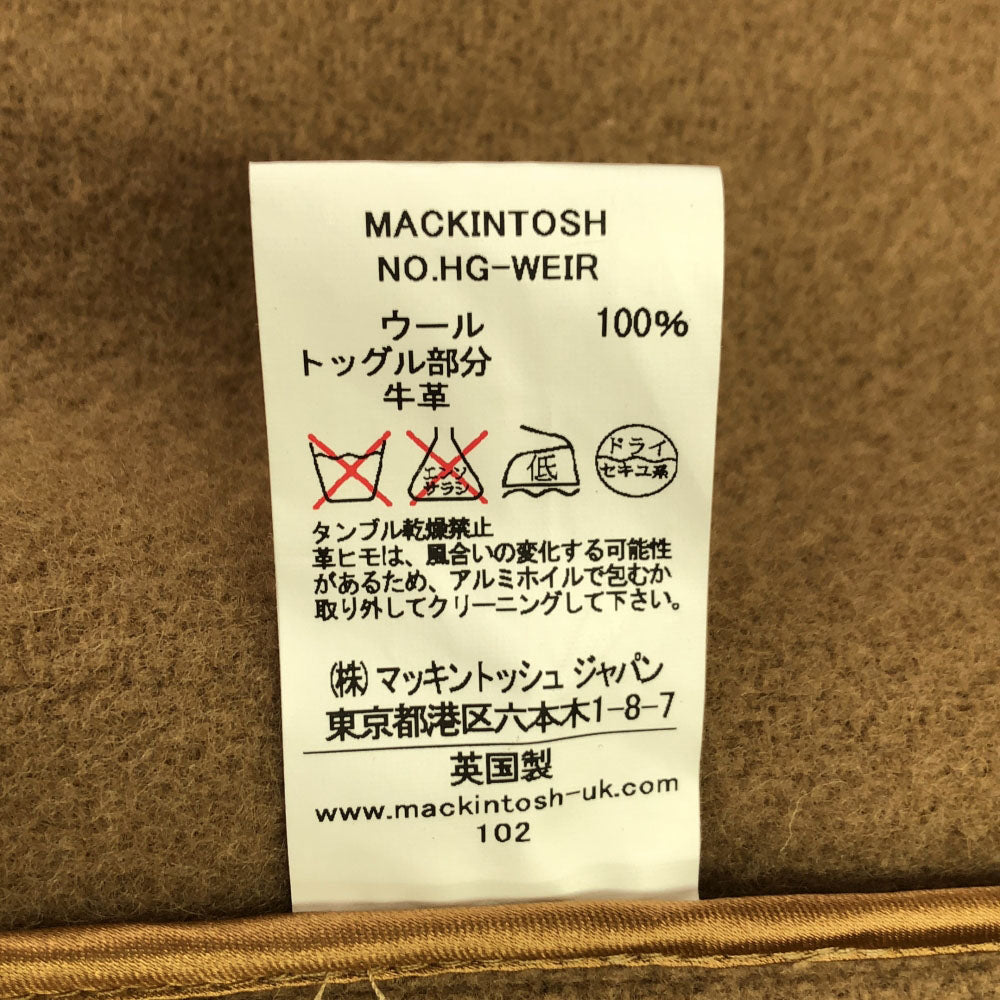 MACKINTOSH
NO.HG-WEIR
ウール 100%
トッグル部分
牛革
エンソ
サラシ
低
ドライ
セキユ系
タンブル乾燥禁止
革ヒモは、風合いの変化する可能性
があるため、アルミホイルで包むか
取り外してクリーニングして下さい。
(株)マッキントッシュ ジャパン
東京都港区六本木1-8-7
英国製
www.mackintosh-uk.com
102